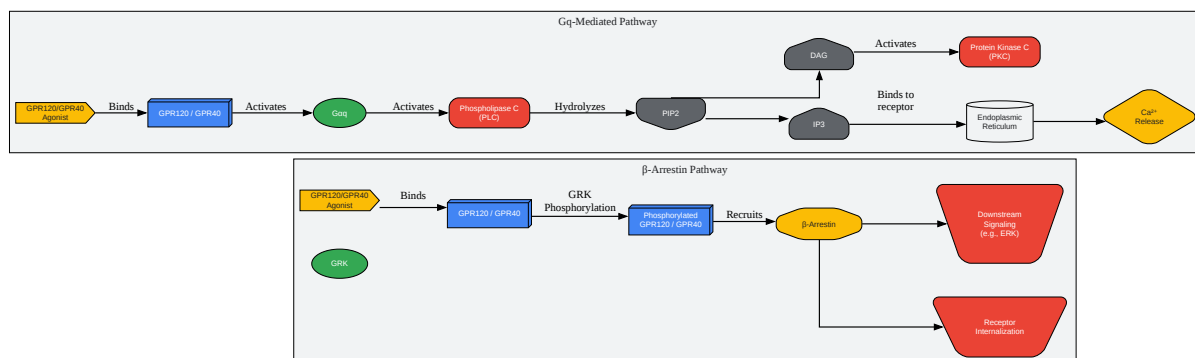 Gq-Mediated Pathway
GPR120/GPR40
Agonist
Binds
GPR120 / GPR40
Activates
Gαq
Activates
Phospholipase C
(PLC)
Hydrolyzes
PIP2
DAG
Activates
Protein Kinase C
(PKC)
IP3
Binds to
receptor
Endoplasmic
Reticulum
Ca²⁺
Release
β-Arrestin Pathway
GPR120/GPR40
Agonist
Binds
GPR120 / GPR40
GRK
Phosphorylation
Phosphorylated
GPR120 / GPR40
Recruits
β-Arrestin
Downstream
Signaling
(e.g., ERK)
GRK
Receptor
Internalization